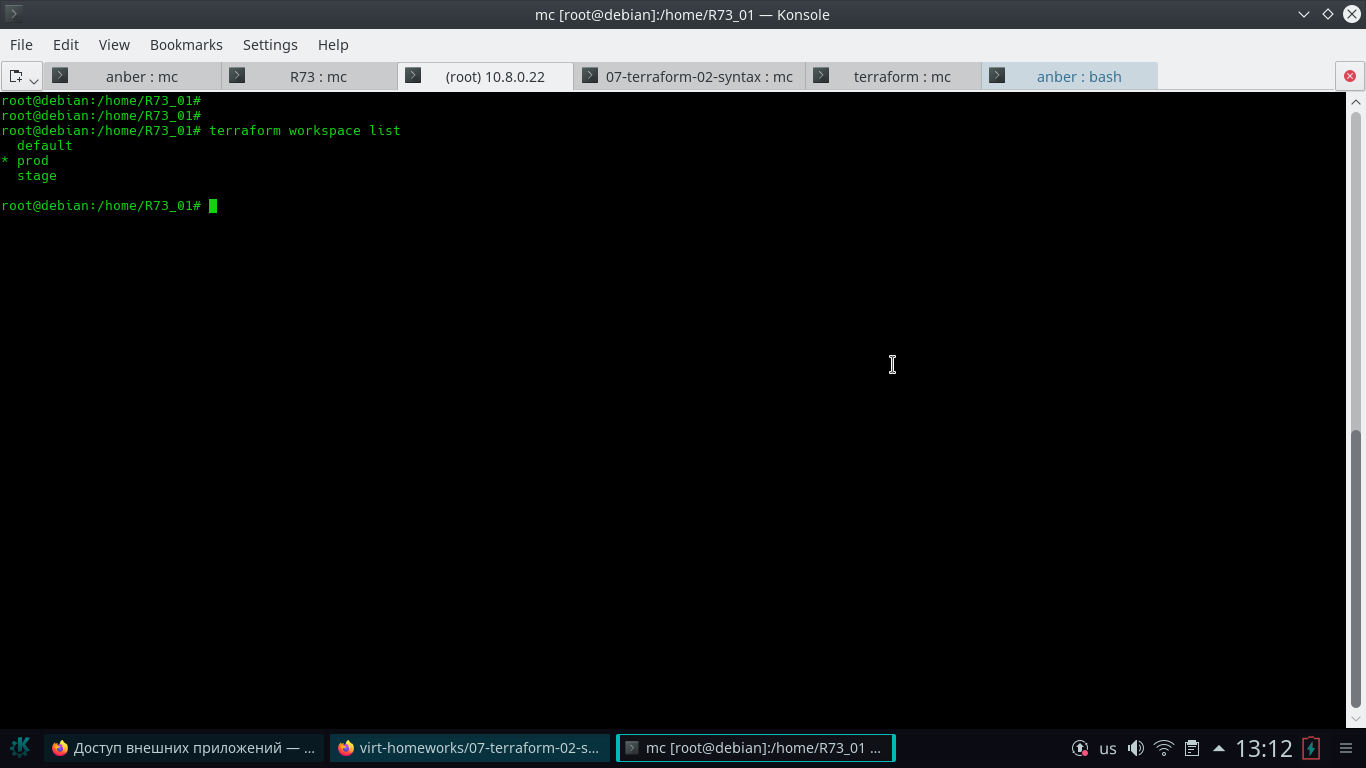 mc [root@debian]:/home/R73_01 — Konsole
File Edit View Bookmarks Settings Help
anber : mc R73 : mc (root) 10.8.0.22 07-terraform-02-syntax : mc terraform : mc anber : bash
root@debian:/home/R73_01#
root@debian:/home/R73_01#
root@debian:/home/R73_01# terraform workspace list
  default
* prod
  stage
root@debian:/home/R73_01#
Доступ внешних приложений — ... virt-homeworks/07-terraform-02-s... mc [root@debian]:/home/R73_01 ... us 13:12